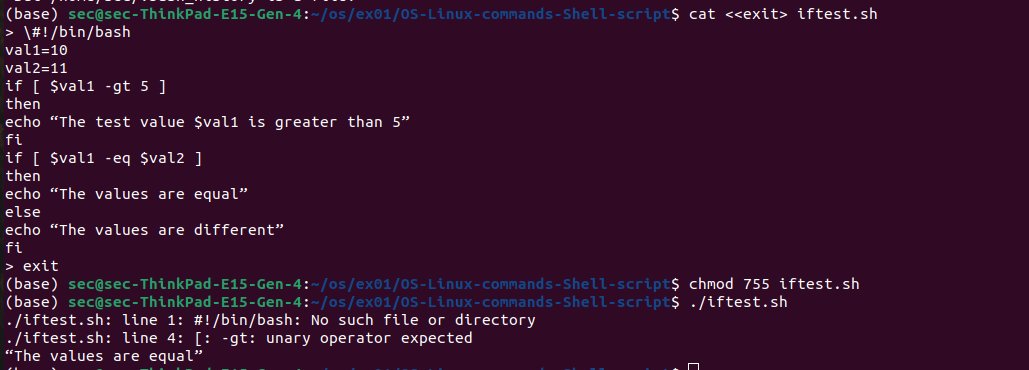 (base) sec@sec-ThinkPad-E15-Gen-4:~/os/ex01/OS-Linux-commands-Shell-script$ cat <<exit> iftest.sh
> \#!/bin/bash
val1=10
val2=11
if [ $val1 -gt 5 ]
then
echo “The test value $val1 is greater than 5”
fi
if [ $val1 -eq $val2 ]
then
echo “The values are equal”
else
echo “The values are different”
fi
> exit
(base) sec@sec-ThinkPad-E15-Gen-4:~/os/ex01/OS-Linux-commands-Shell-script$ chmod 755 iftest.sh
(base) sec@sec-ThinkPad-E15-Gen-4:~/os/ex01/OS-Linux-commands-Shell-script$ ./iftest.sh
./iftest.sh: line 1: #!/bin/bash: No such file or directory
./iftest.sh: line 4: [: -gt: unary operator expected
“The values are equal”